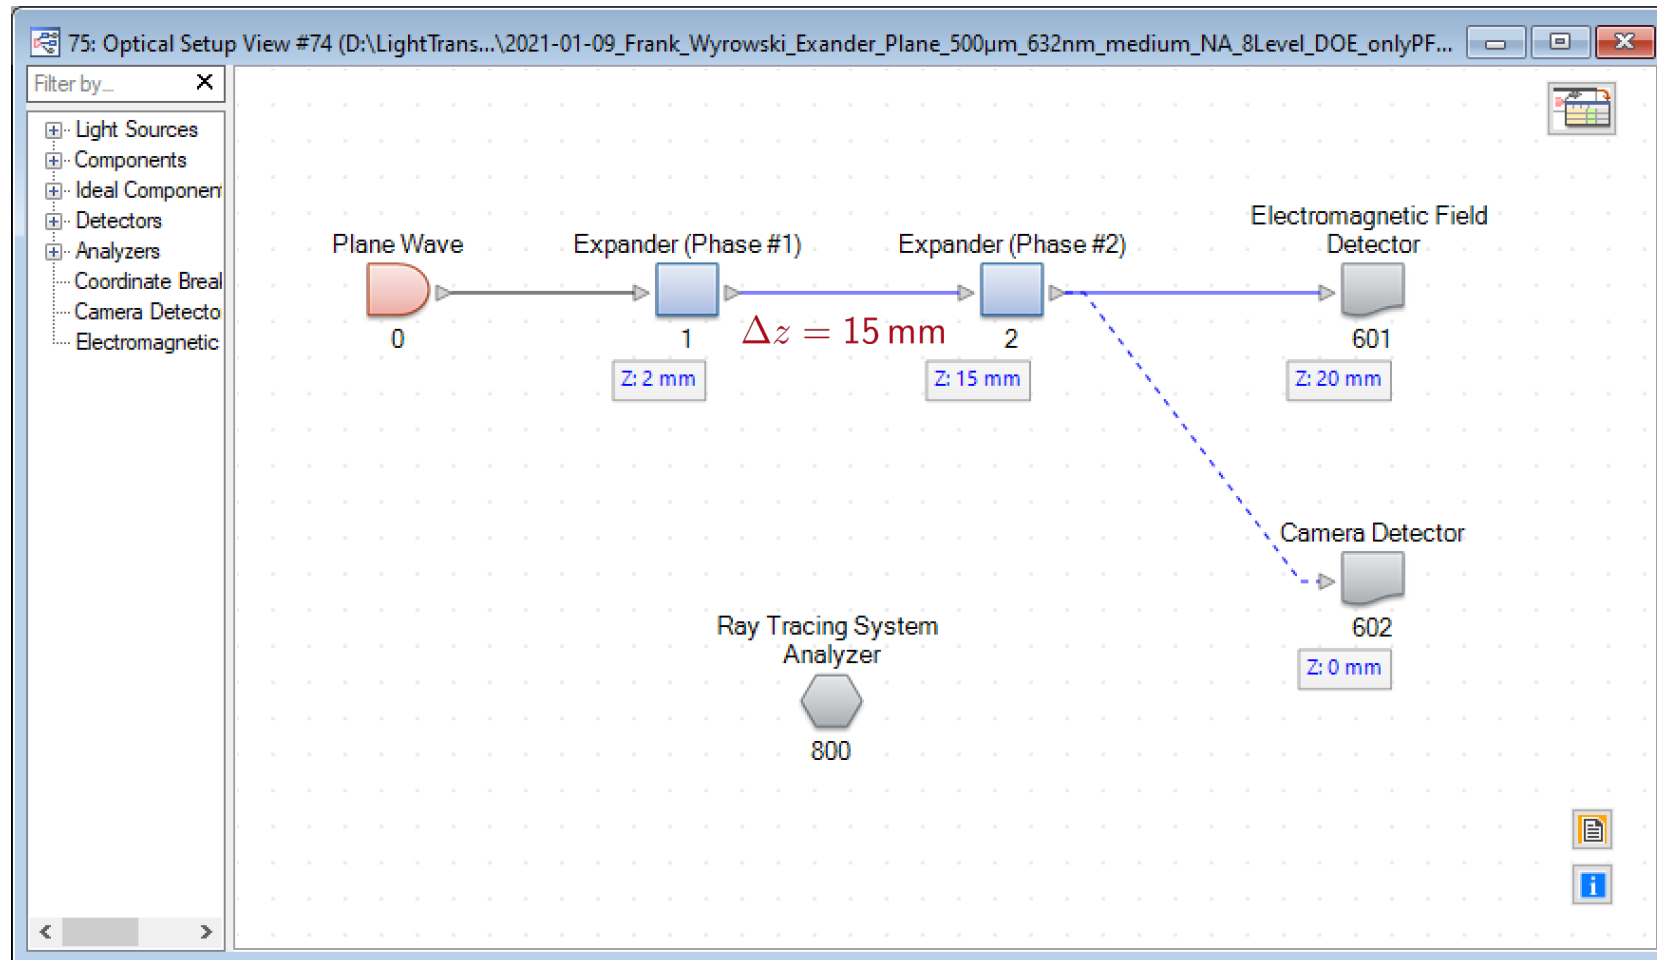 75: Optical Setup View #74 (D:\LightTrans...\2021-01-09_Frank_Wyrowski_Exander_Plane_500µm_632nm_medium_NA_8Level_DOE_onlyPF...
Filter by...
Light Sources
Components
Ideal Componen
Detectors
Analyzers
Coordinate Break
Camera Detecto
Electromagnetic
Plane Wave
0
Expander (Phase #1)
1
Z: 2 mm
Δz = 15 mm
Expander (Phase #2)
2
Z: 15 mm
Electromagnetic Field
Detector
601
Z: 20 mm
Camera Detector
602
Z: 0 mm
Ray Tracing System
Analyzer
800